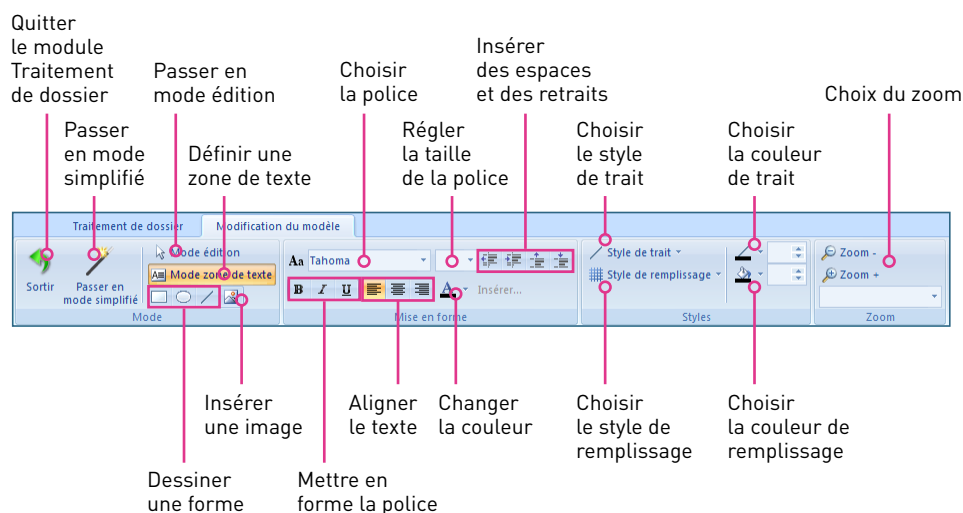 Quitter
le module
Traitement
de dossier
Passer en
mode édition
Choisir
la police
Insérer
des espaces
et des retraits
Choix du zoom
Passer
en mode
simplifié
Définir une
zone de texte
Régler
la taille
de la police
Choisir
le style
de trait
Choisir
la couleur
de trait
Traitement de dossier
Modification du modèle
Sortir
Passer en
mode simplifié
Mode édition
Mode zone de texte
Mode
Aa Tahoma
B I U
A
Insérer...
Mise en forme
Style de trait
Style de remplissage
Styles
Zoom -
Zoom +
Zoom
Insérer
une image
Aligner
le texte
Changer
la couleur
Choisir
le style de
remplissage
Choisir
la couleur de
remplissage
Dessiner
une forme
Mettre en
forme la police